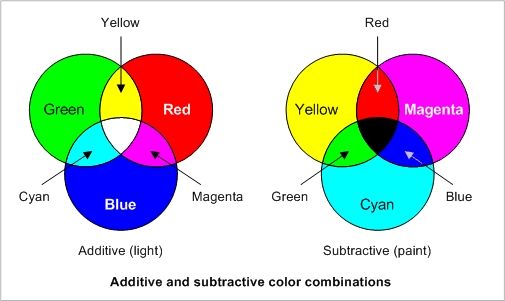 Yellow
Red
Green
Red
Yellow
Magenta
Cyan
Magenta
Green
Blue
Blue
Cyan
Additive (light)
Subtractive (paint)
Additive and subtractive color combinations